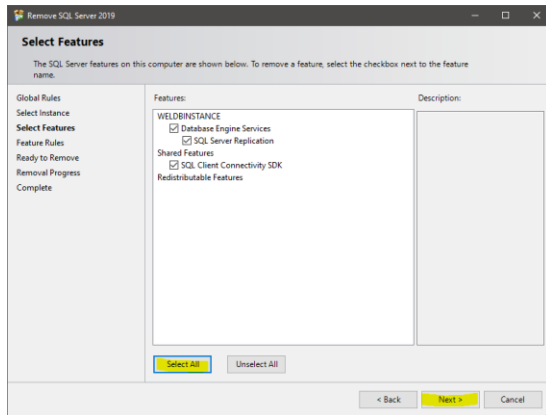 Remove SQL Server 2019
Select Features
The SQL Server features on this computer are shown below. To remove a feature, select the checkbox next to the feature
name.
Global Rules
Select Instance
Select Features
Feature Rules
Ready to Remove
Removal Progress
Complete
Features:
WELDBINSTANCE
Database Engine Services
SQL Server Replication
Shared Features
SQL Client Connectivity SDK
Redistributable Features
Description:
Select All
Unselect All
< Back
Next >
Cancel